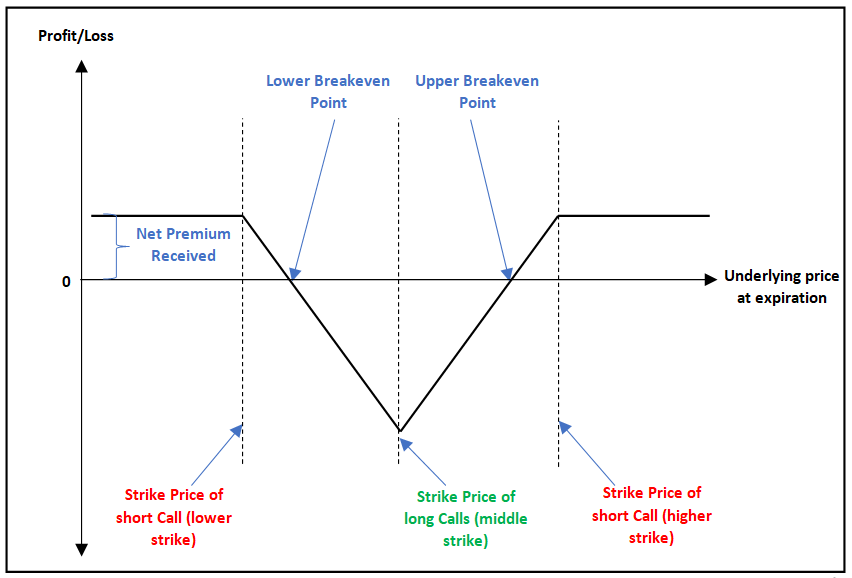 Profit/Loss
Lower Breakeven
Point
Upper Breakeven
Point
Net Premium
Received
0
Underlying price
at expiration
Strike Price of
short Call (lower
strike)
Strike Price of
long Calls (middle
strike)
Strike Price of
short Call (higher
strike)